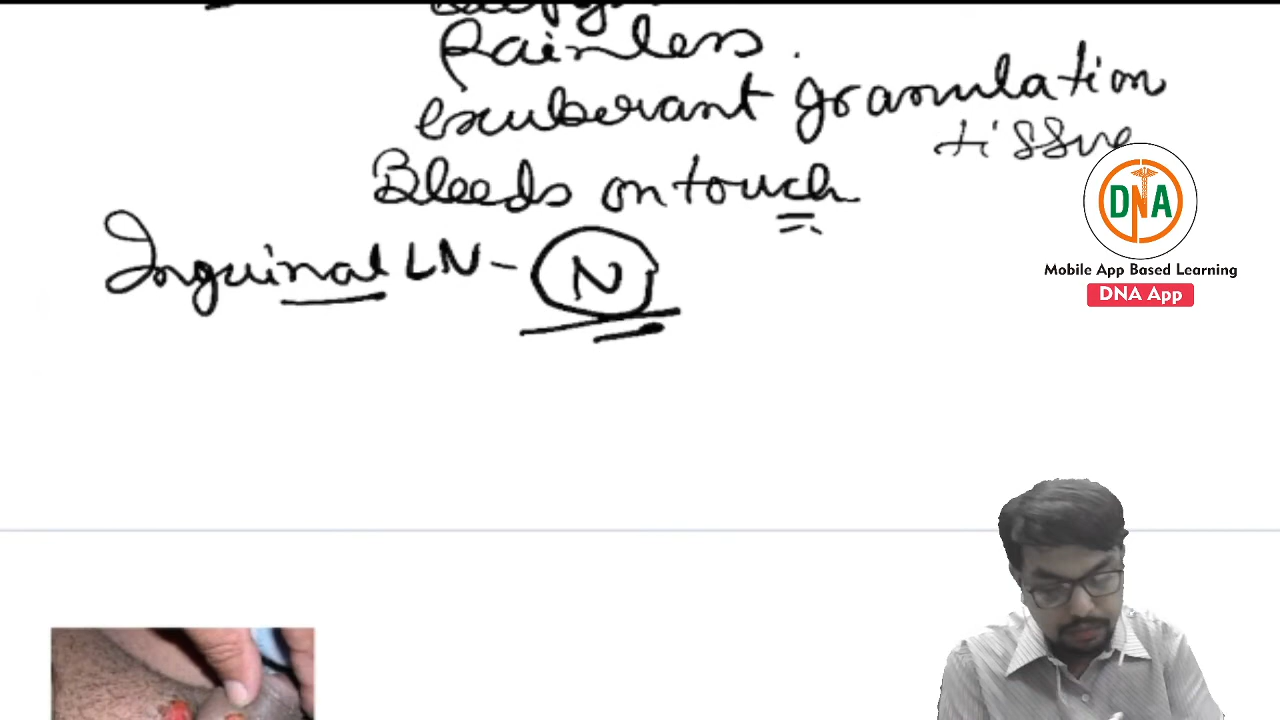 Painless.
exuberant granulation
tissue
Bleeds on touch
Inguinal LN - N
DNA
Mobile App Based Learning
DNA App